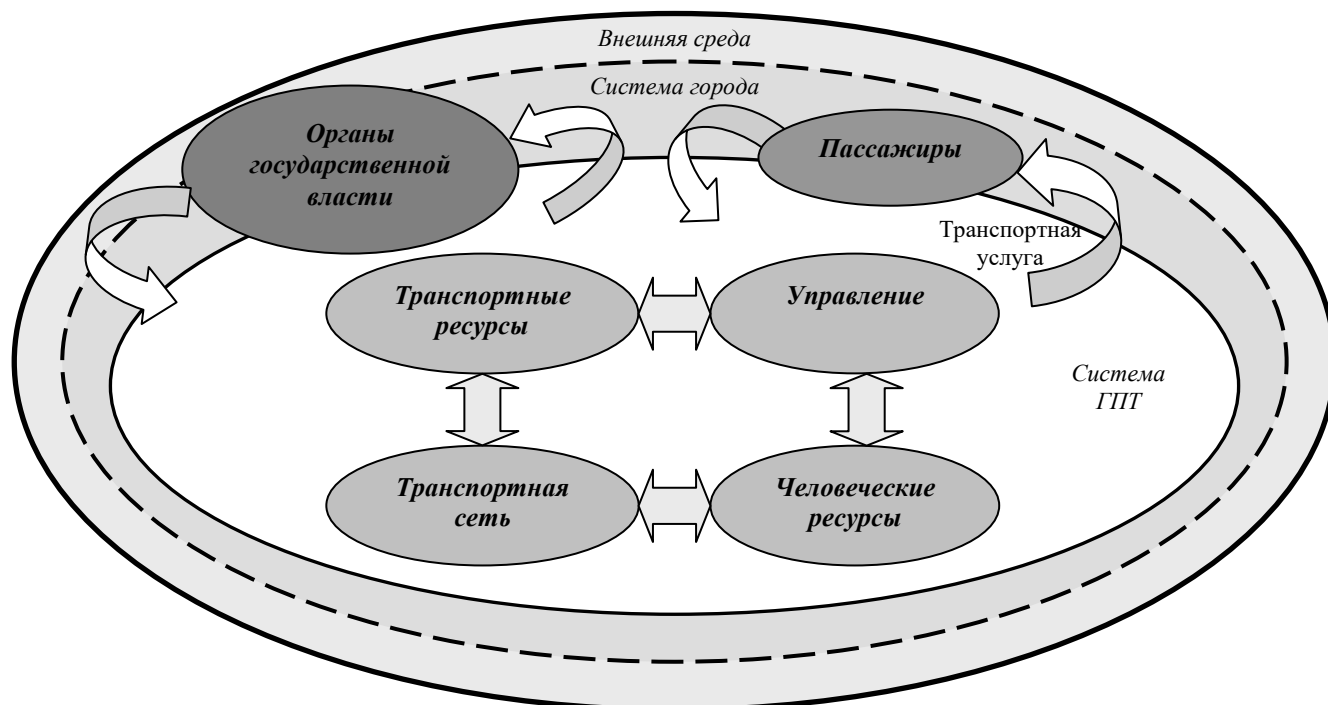 Внешняя среда
Система города
Органы
государственной
власти
Пассажиры
Транспортная
услуга
Транспортные
ресурсы
Управление
Система
ГПТ
Транспортная
сеть
Человеческие
ресурсы